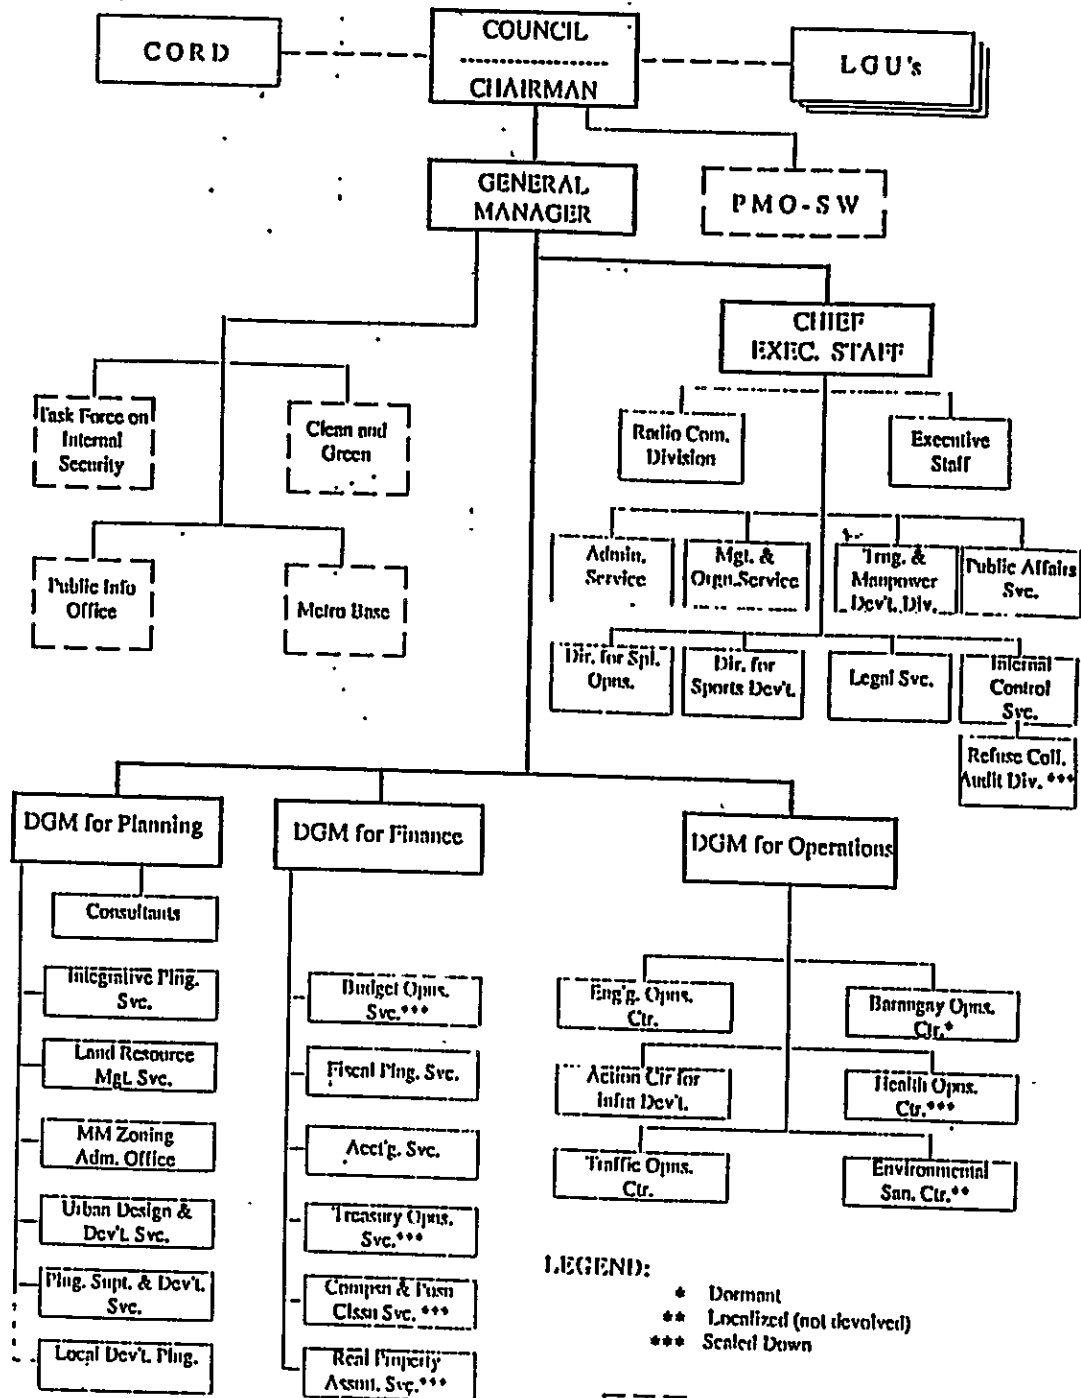 CORD
COUNCIL
CHAIRMAN
LGU's
GENERAL
MANAGER
PMO-SW
CHIEF
EXEC. STAFF
Task Force on
Internal
Security
Clean and
Green
Radio Com.
Division
Executive
Staff
Public Info
Office
Metro Base
Admin.
Service
Mgt. &
Orgn.Service
Trng. &
Manpower
Dev't. Div.
Public Affairs
Svc.
Dir. for Spl.
Opns.
Dir. for
Sports Dev't.
Legal Svc.
Internal
Control
Svc.
Refuse Coll.
Audit Div. ***
DGM for Planning
DGM for Finance
DGM for Operations
Consultants
Integrative Plng.
Svc.
Land Resource
Mgt. Svc.
MM Zoning
Adm. Office
Urban Design &
Dev't. Svc.
Plng. Supt. & Dev't.
Svc.
Local Dev't. Plng.
Budget Opns.
Svc.***
Fiscal Plng. Svc.
Acct'g. Svc.
Treasury Opns.
Svc.***
Compsn & Posn
Clssn Svc. ***
Real Property
Assmt. Svc.***
Eng'g. Opns.
Ctr.
Barangay Opns.
Ctr.*
Action Ctr for
Infra Dev't.
Health Opns.
Ctr.***
Traffic Opns.
Ctr.
Environmental
San. Ctr.**
LEGEND:
* Dormant
** Localized (not devolved)
*** Scaled Down